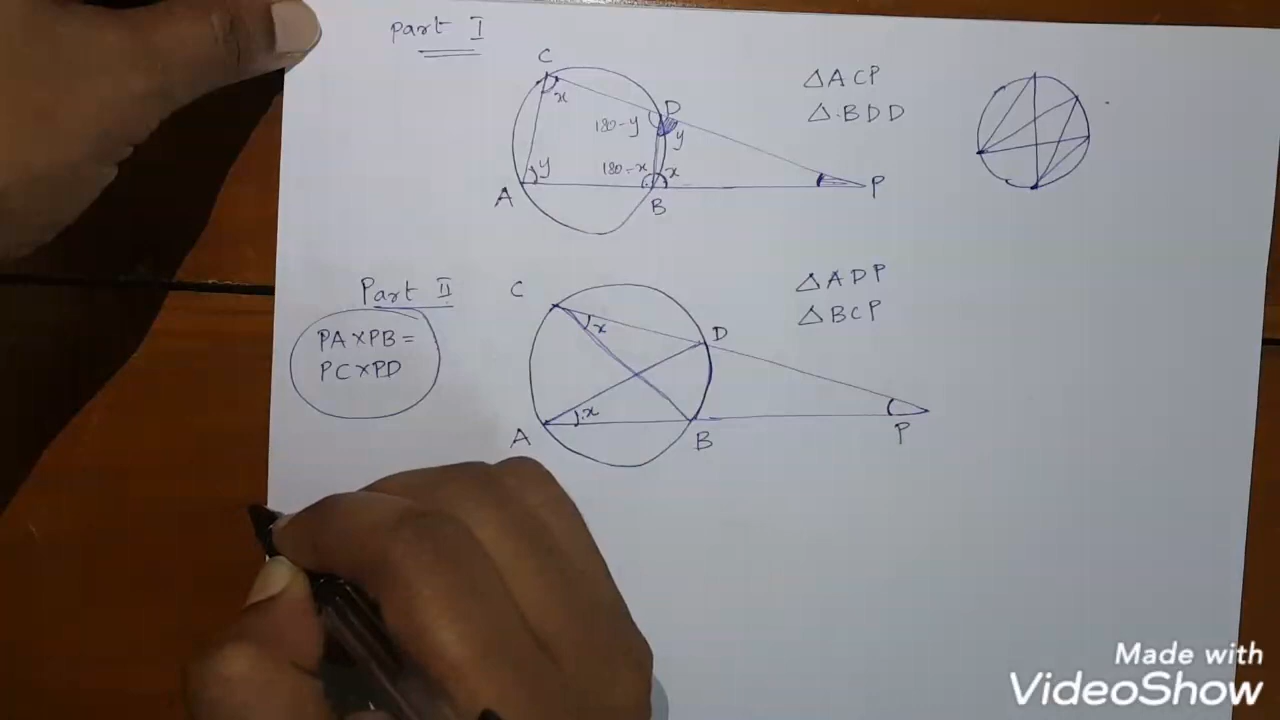 Part I
C
x
D
180-y
y
y
180-x
x
A
B
P
△ACP
△.BDD
Part II
PA×PB=
PC×PD
C
x
D
x
A
B
P
△ADP
△BCP
Made with
VideoShow